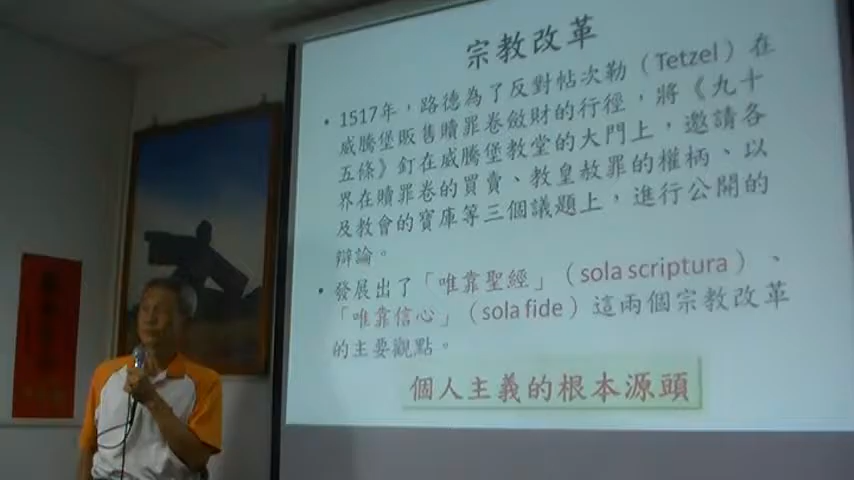 宗教改革
• 1517年，路德為了反對帖次勒（Tetzel）在
威騰堡販售贖罪卷斂財的行徑，將《九十
五條》釘在威騰堡教堂的大門上，邀請各
界在贖罪卷的買賣、教皇赦罪的權柄、以
及教會的寶庫等三個議題上，進行公開的
辯論。
• 發展出了「唯靠聖經」（sola scriptura）、
「唯靠信心」（sola fide）這兩個宗教改革
的主要觀點。
個人主義的根本源頭